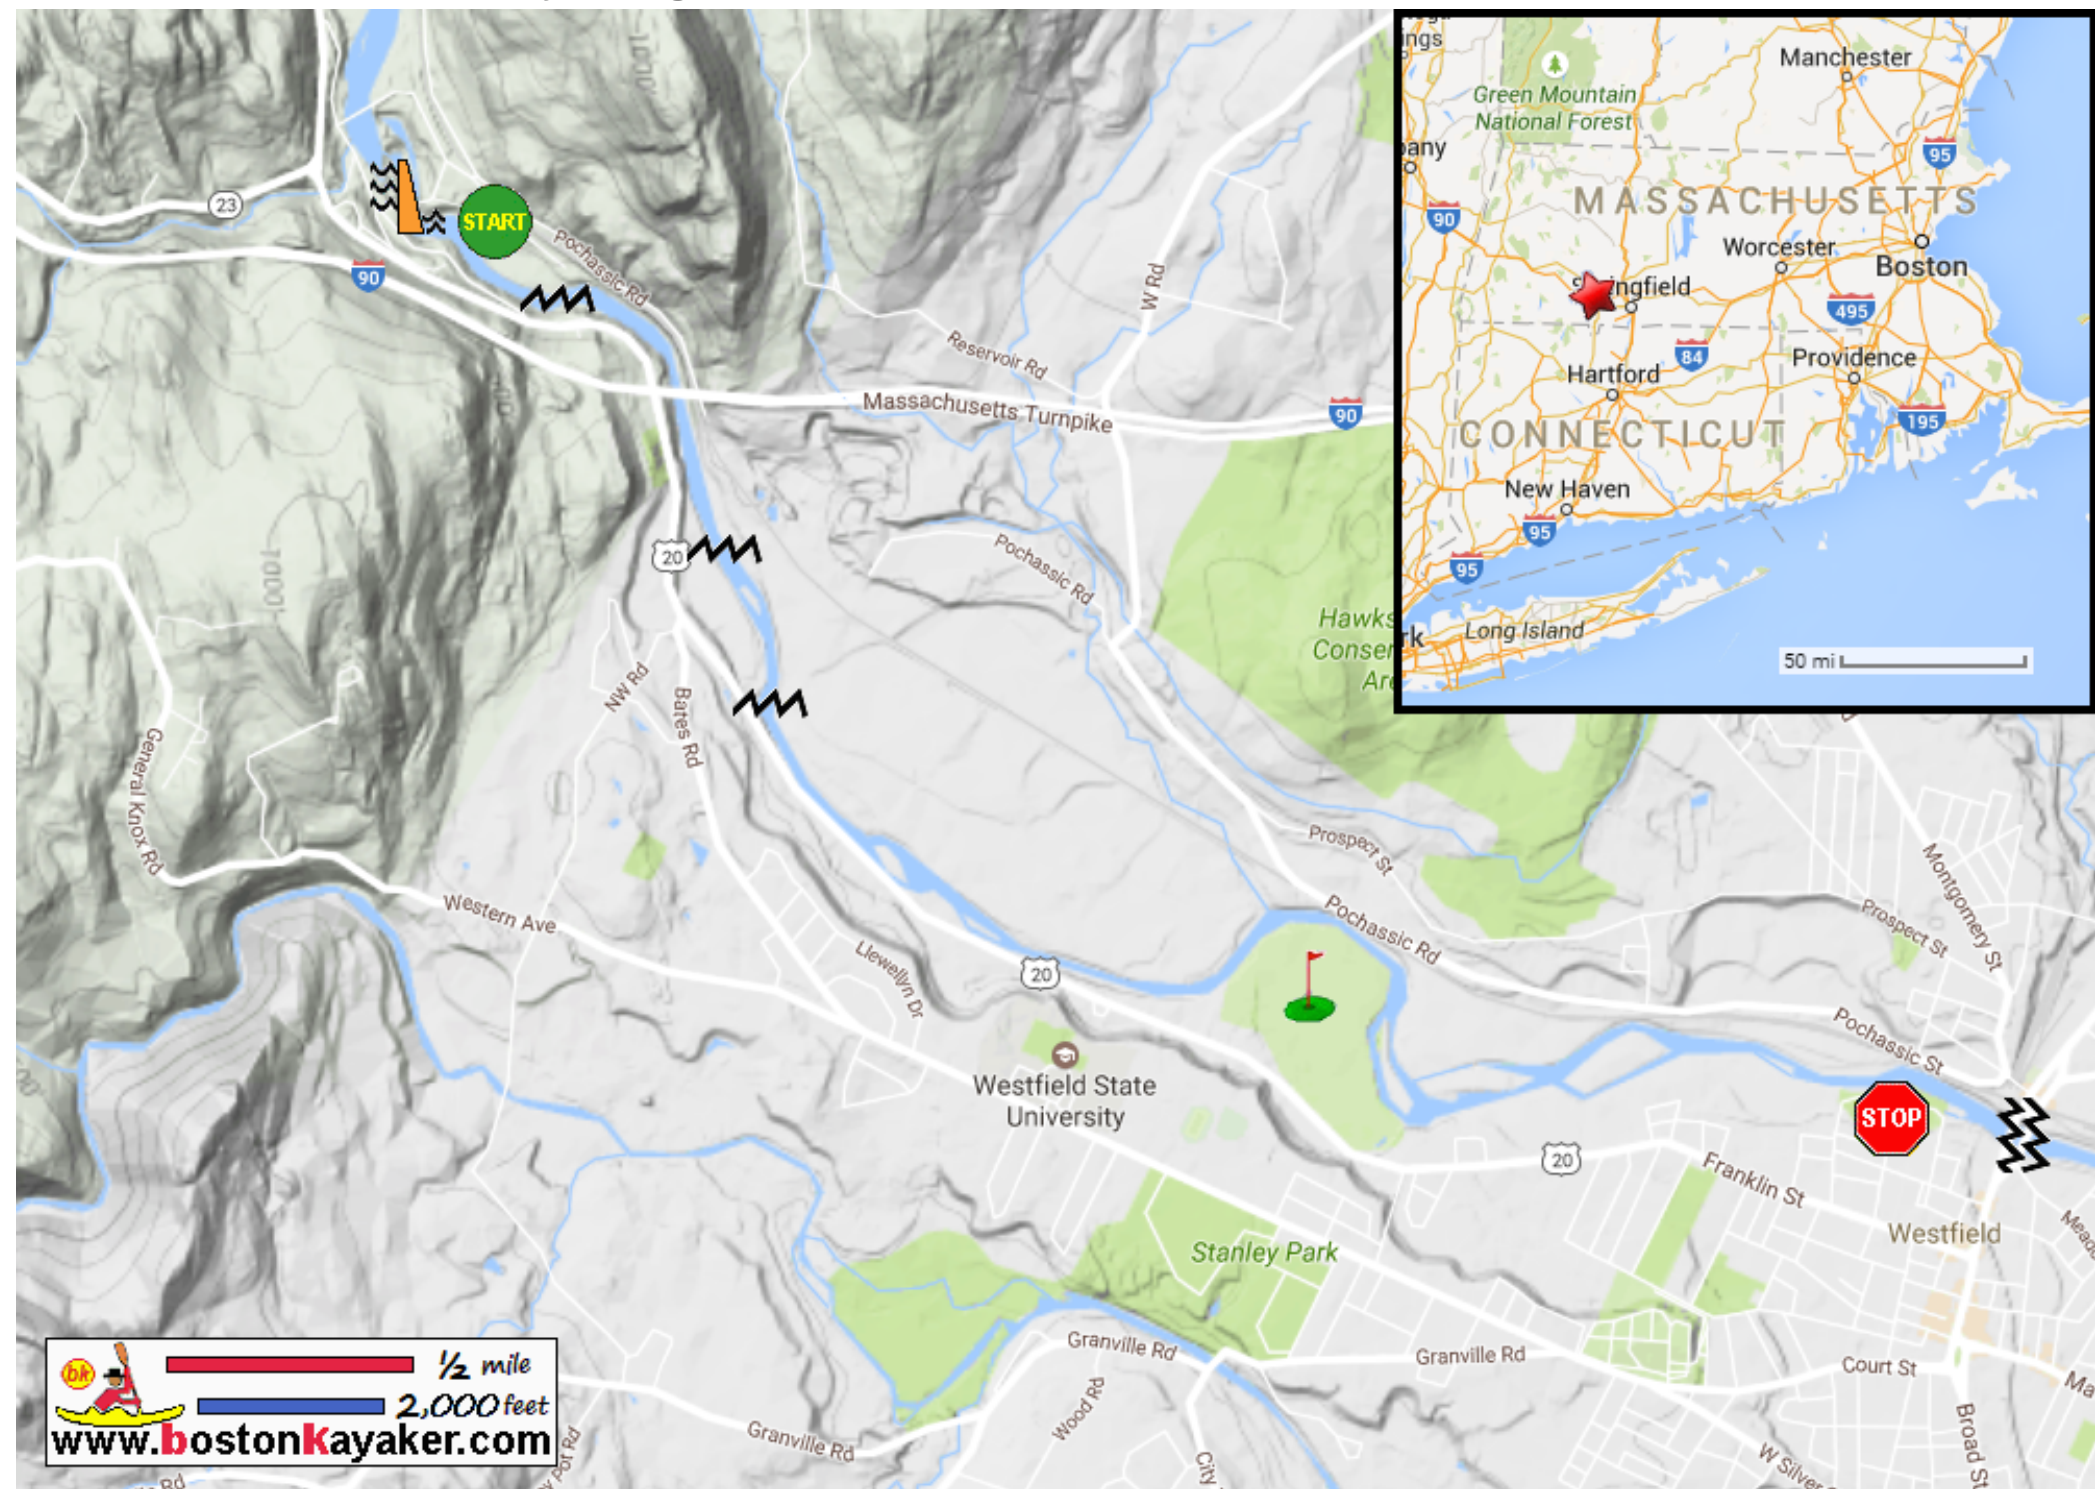 23
START
Pochassic Rd
90
W Rd
Reservoir Rd
Massachusetts Turnpike
90
20
Pochassic Rd
1000'
NW Rd
Bates Rd
General Knox Rd
Western Ave
Llewellyn Dr
20
Westfield State
University
Prospect St
Pochassic Rd
Montgomery St
Prospect St
Pochassic St
STOP
20
Franklin St
Westfield
Stanley Park
Granville Rd
Granville Rd
Court St
Wood Rd
Granville Rd
Broad St
Manchester
Green Mountain
National Forest
95
MASSACHUSETTS
90
Worcester
Boston
495
84
Providence
Hartford
195
CONNECTICUT
New Haven
95
95
Long Island
50 mi
bk
½ mile
2,000 feet
www.bostonkayaker.com